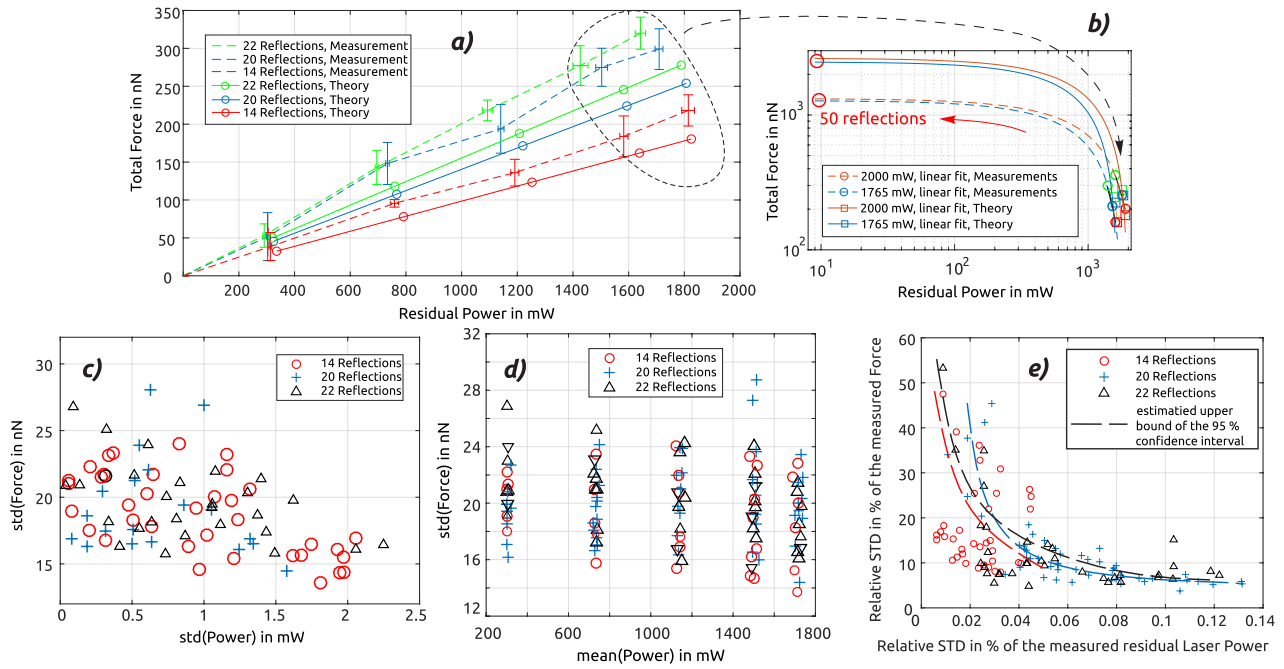 a)
Total Force in nN
350
300
250
200
150
100
50
0
22 Reflections, Measurement
20 Reflections, Measurement
14 Reflections, Measurement
22 Reflections, Theory
20 Reflections, Theory
14 Reflections, Theory
200 400 600 800 1000 1200 1400 1600 1800 2000
Residual Power in mW
b)
Total Force in nN
10^3
10^2
50 reflections
2000 mW, linear fit, Measurements
1765 mW, linear fit, Measurements
2000 mW, linear fit, Theory
1765 mW, linear fit, Theory
10^1 10^2 10^3
Residual Power in mW
c)
std(Force) in nN
30
25
20
15
14 Reflections
20 Reflections
22 Reflections
0 0.5 1 1.5 2 2.5
std(Power) in mW
d)
std(Force) in nN
32
28
24
20
16
12
14 Reflections
20 Reflections
22 Reflections
200 600 1000 1400 1800
mean(Power) in mW
e)
Relative STD in % of the measured Force
60
50
40
30
20
10
0
14 Reflections
20 Reflections
22 Reflections
estimatied upper
bound of the 95 %
confidence interval
0 0.02 0.04 0.06 0.08 0.1 0.12 0.14
Relative STD in % of the measured residual Laser Power